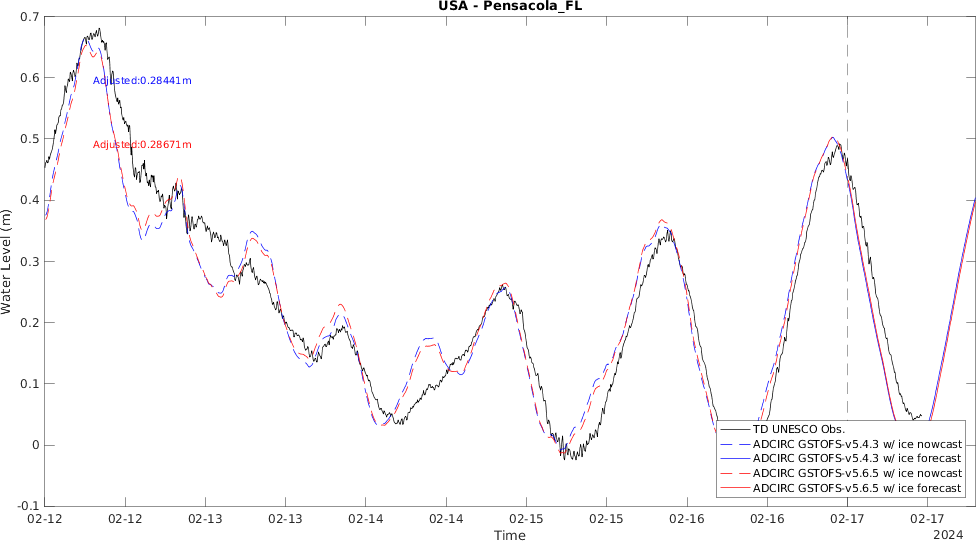 USA - Pensacola_FL
0.7
0.6
0.5
0.4
0.3
0.2
0.1
0
-0.1
Water Level (m)
Adjusted:0.28441m
Adjusted:0.28671m
TD UNESCO Obs.
ADCIRC GSTOFS-v5.4.3 w/ ice nowcast
ADCIRC GSTOFS-v5.4.3 w/ ice forecast
ADCIRC GSTOFS-v5.6.5 w/ ice nowcast
ADCIRC GSTOFS-v5.6.5 w/ ice forecast
02-12 02-12 02-13 02-13 02-14 02-14 02-15 02-15 02-16 02-16 02-17 02-17
Time
2024